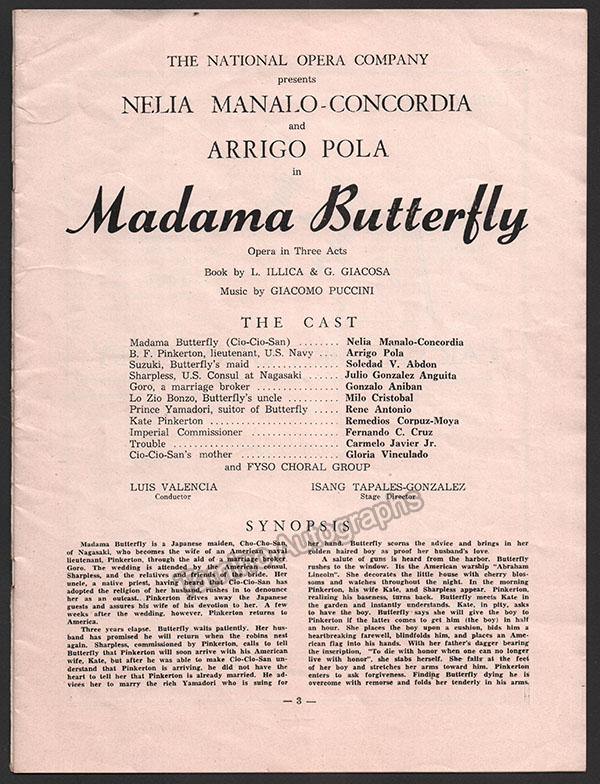 THE NATIONAL OPERA COMPANY
presents
NELIA MANALO-CONCORDIA
and
ARRIGO POLA
in
Madama Butterfly
Opera in Three Acts
Book by L. ILLICA & G. GIACOSA
Music by GIACOMO PUCCINI
THE CAST
Madama Butterfly (Cio-Cio-San) ........ Nelia Manalo-Concordia
B. F. Pinkerton, lieutenant, U.S. Navy .... Arrigo Pola
Suzuki, Butterfly's maid ............... Soledad V. Abdon
Sharpless, U.S. Consul at Nagasaki ...... Julio Gonzalez Anguita
Goro, a marriage broker ............... Gonzalo Aniban
Lo Zio Bonzo, Butterfly's uncle .......... Milo Cristobal
Prince Yamadori, suitor of Butterfly ..... Rene Antonio
Kate Pinkerton ....................... Remedios Corpuz-Moya
Imperial Commissioner ................. Fernando C. Cruz
Trouble .............................. Carmelo Javier Jr.
Cio-Cio-San's mother .................. Gloria Vinculado
and FYSO CHORAL GROUP
LUIS VALENCIA ISANG TAPALES-GONZALEZ
Conductor Stage Director
SYNOPSIS
Madama Butterfly is a Japanese maiden, Cho-Cho-San,
of Nagasaki, who becomes the wife of an American naval
lieutenant, Pinkerton, through the aid of a marriage broker
Goro. The wedding is attended by the American consul,
Sharpless, and the relatives and friends of the bride. Her
uncle, a native priest, having heard that Cio-Cio-San has
adopted the religion of her husband, rushes in to denounce
her as an outcast. Pinkerton drives away the Japanese
guests and assures his wife of his devotion to her. A few
weeks after the wedding, however, Pinkerton returns to
America.
Three years elapse. Butterfly waits patiently. Her hus-
band has promised he will return when the robins nest
again. Sharpless, commissioned by Pinkerton, calls to tell
Butterfly that Pinkerton will soon arrive with his American
wife, Kate, but after he was able to make Cio-Cio-San un-
derstand that Pinkerton is arriving, he did not have the
heart to tell her that Pinkerton is already married. He ad-
vices her to marry the rich Yamadori who is suing for
her hand. Butterfly scorns the advice and brings in her
golden haired boy as proof her husband's love.
A salute of guns is heard from the harbor. Butterfly
rushes to the window. Its the American warship "Abraham
Lincoln". She decorates the little house with cherry blos-
soms and watches throughout the night. In the morning
Pinkerton, his wife Kate, and Sharpless appear. Pinkerton,
realising his baseness, turns back. Butterfly meets Kate in
the garden and instantly understands. Kate, in pity, asks
to have the boy. Butterfly says she will give the boy to
Pinkerton if the latter comes to get him (the boy) in half
an hour. She places the boy upon a cushion, bids him a
heartbreaking farewell, blindfolds him, and places an Ame-
rican flag into his hands. With her father's dagger bearing
the inscription, "To die with honor when one can no longer
live with honor", she stabs herself. She falls at the feet
of her boy and stretches her arms toward him. Pinkerton
enters to ask forgiveness. Finding Butterfly dying he is
overcome with remorse and folds her tenderly in his arms.
— 3 —